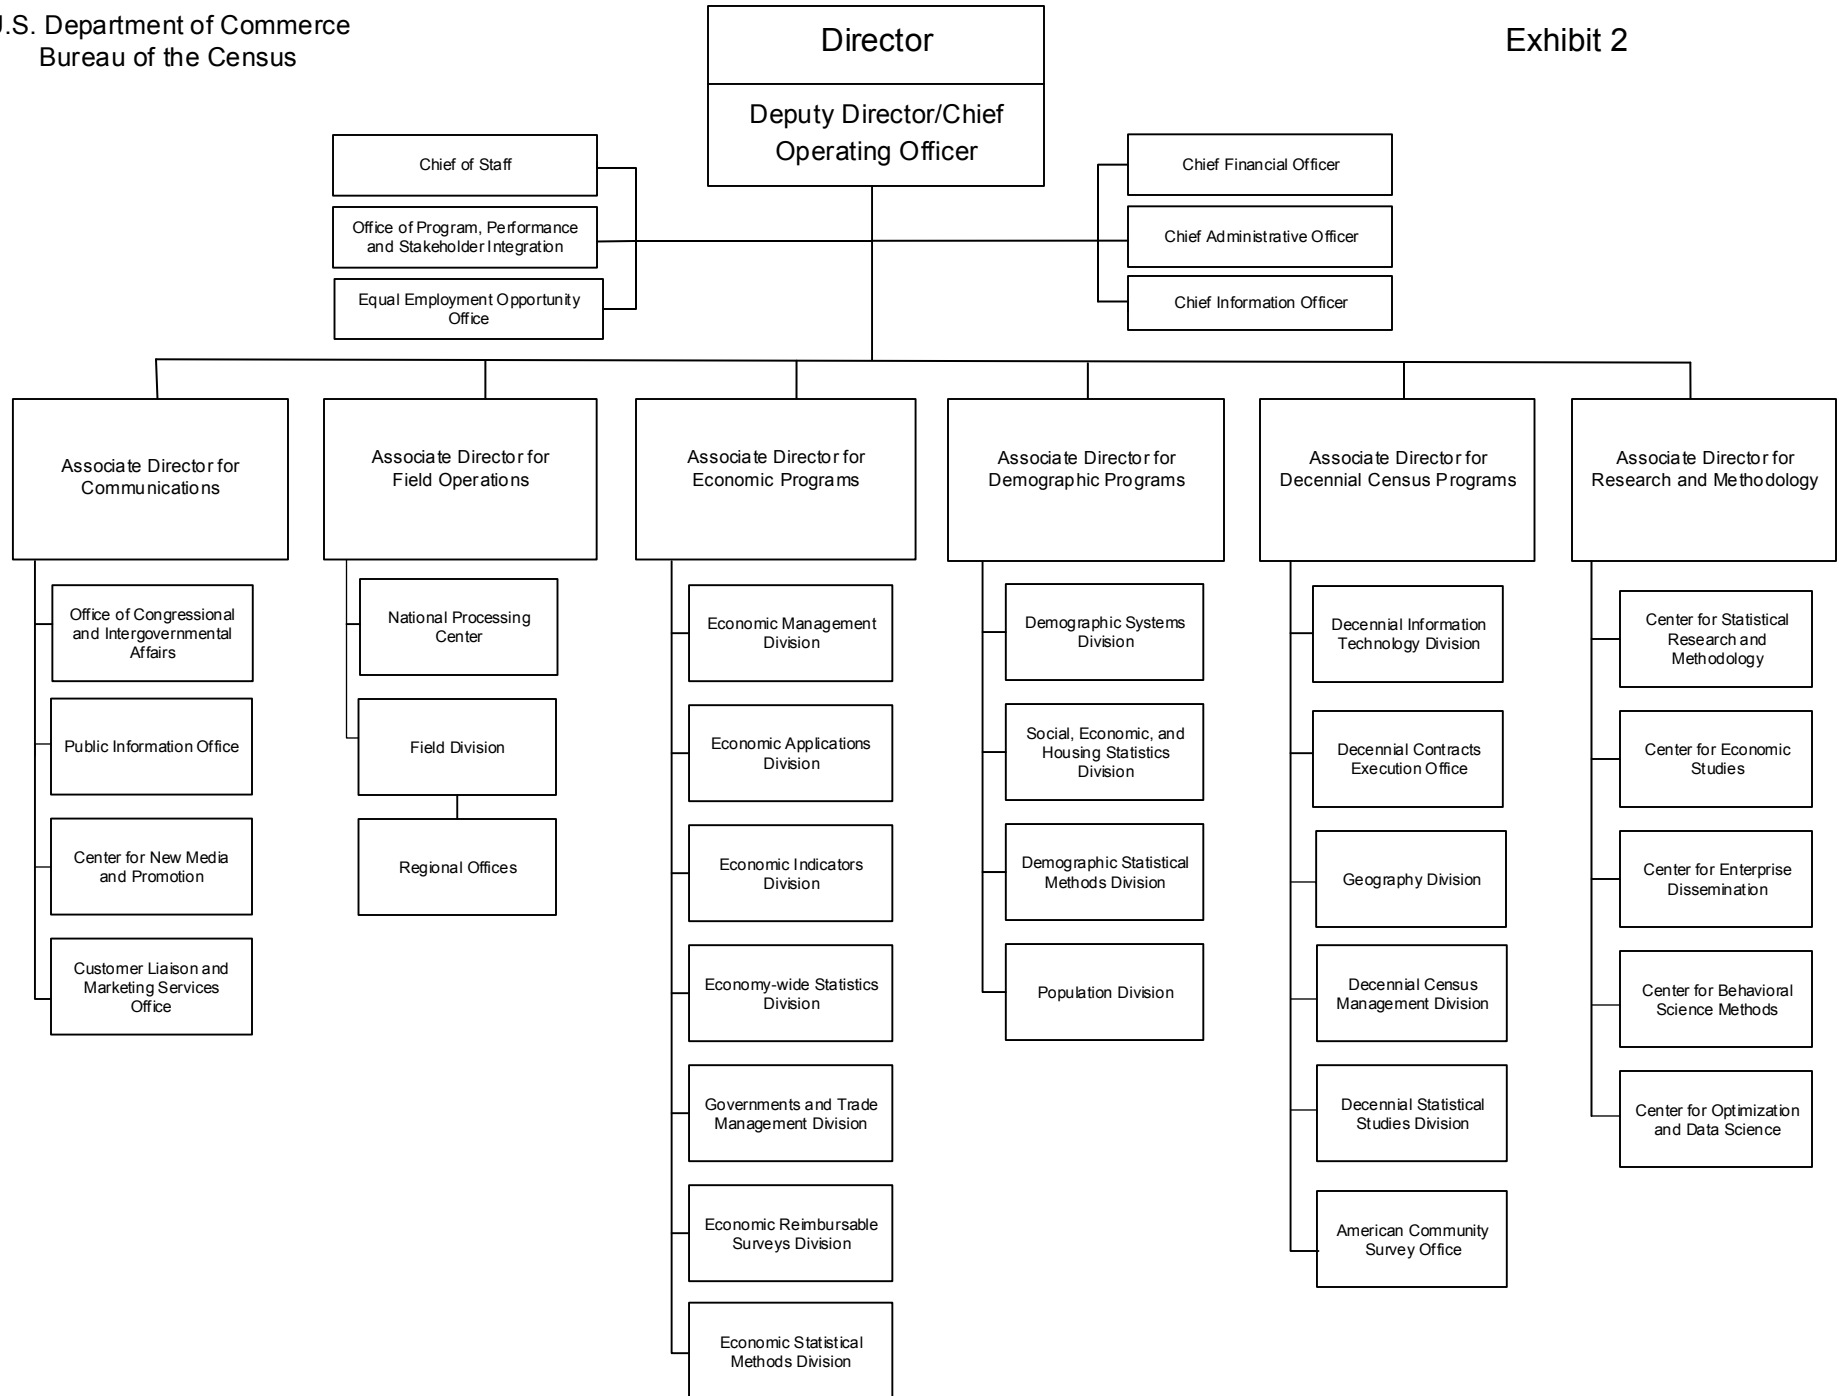 U.S. Department of Commerce
Bureau of the Census
Director
Exhibit 2
Deputy Director/Chief
Operating Officer
Chief of Staff
Office of Program, Performance
and Stakeholder Integration
Equal Employment Opportunity
Office
Chief Financial Officer
Chief Administrative Officer
Chief Information Officer
Associate Director for
Communications
Associate Director for
Field Operations
Associate Director for
Economic Programs
Associate Director for
Demographic Programs
Associate Director for
Decennial Census Programs
Associate Director for
Research and Methodology
Office of Congressional
and Intergovernmental
Affairs
Public Information Office
Center for New Media
and Promotion
Customer Liaison and
Marketing Services
Office
National Processing
Center
Field Division
Regional Offices
Economic Management
Division
Economic Applications
Division
Economic Indicators
Division
Economy-wide Statistics
Division
Governments and Trade
Management Division
Economic Reimbursable
Surveys Division
Economic Statistical
Methods Division
Demographic Systems
Division
Social, Economic, and
Housing Statistics
Division
Demographic Statistical
Methods Division
Population Division
Decennial Information
Technology Division
Decennial Contracts
Execution Office
Geography Division
Decennial Census
Management Division
Decennial Statistical
Studies Division
American Community
Survey Office
Center for Statistical
Research and
Methodology
Center for Economic
Studies
Center for Enterprise
Dissemination
Center for Behavioral
Science Methods
Center for Optimization
and Data Science